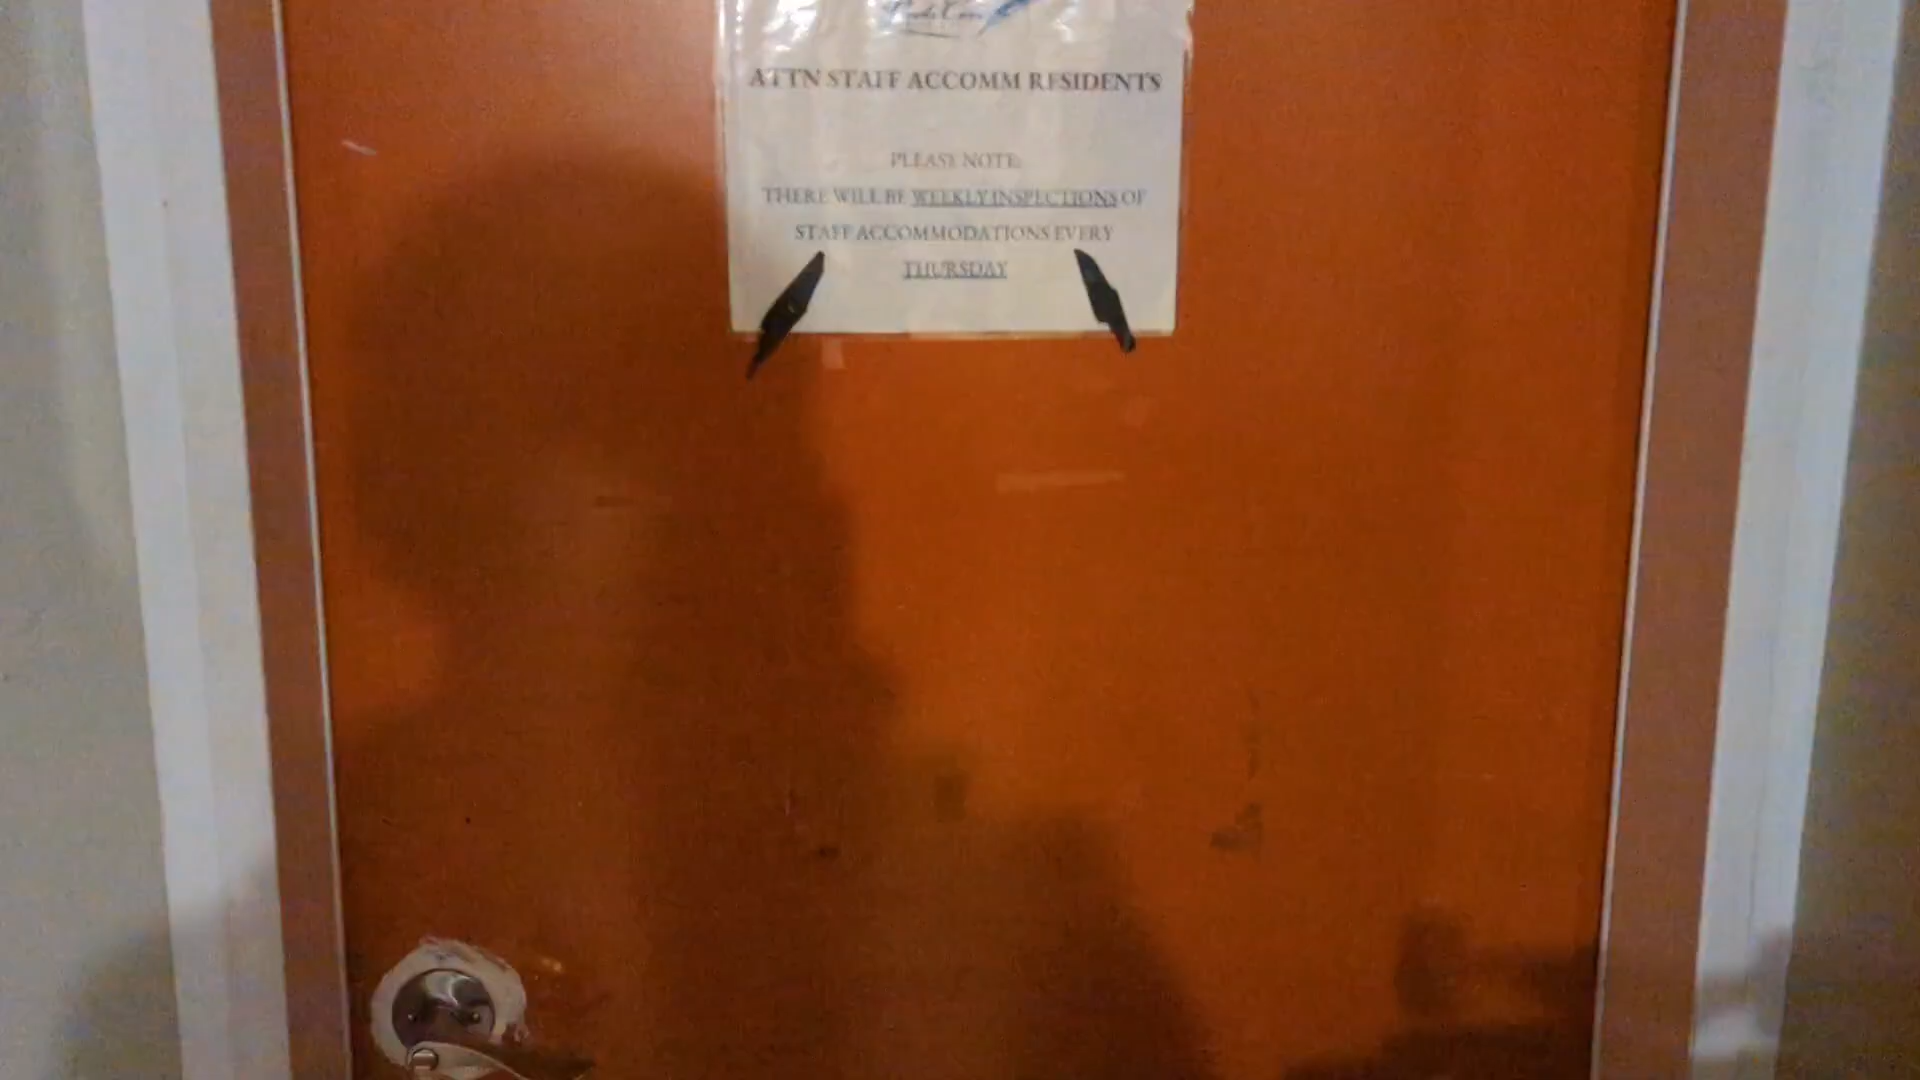 ATTN STAFF ACCOMM RESIDENTS
PLEASE NOTE:
THERE WILL BE WEEKLY INSPECTIONS OF
STAFF ACCOMMODATIONS EVERY
THURSDAY